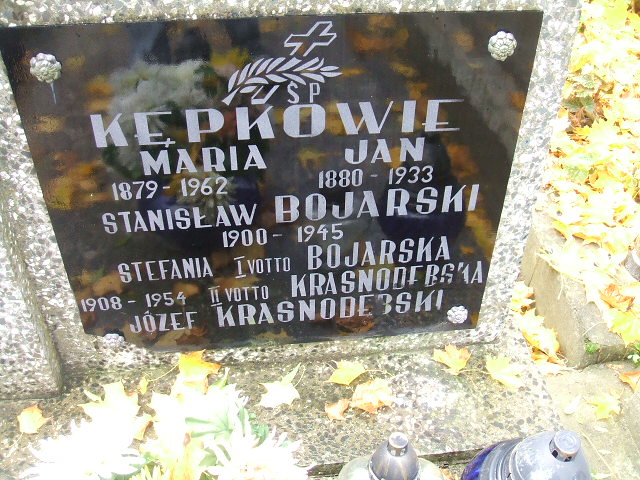 ŚP
KĘPKOWIE
MARIA JAN
1879 - 1962 1880 - 1933
STANISŁAW BOJARSKI
1900 - 1945
STEFANIA I VOTTO BOJARSKA
1908 - 1954 II VOTTO KRASNODĘBSKA
JÓZEF KRASNODĘBSKI